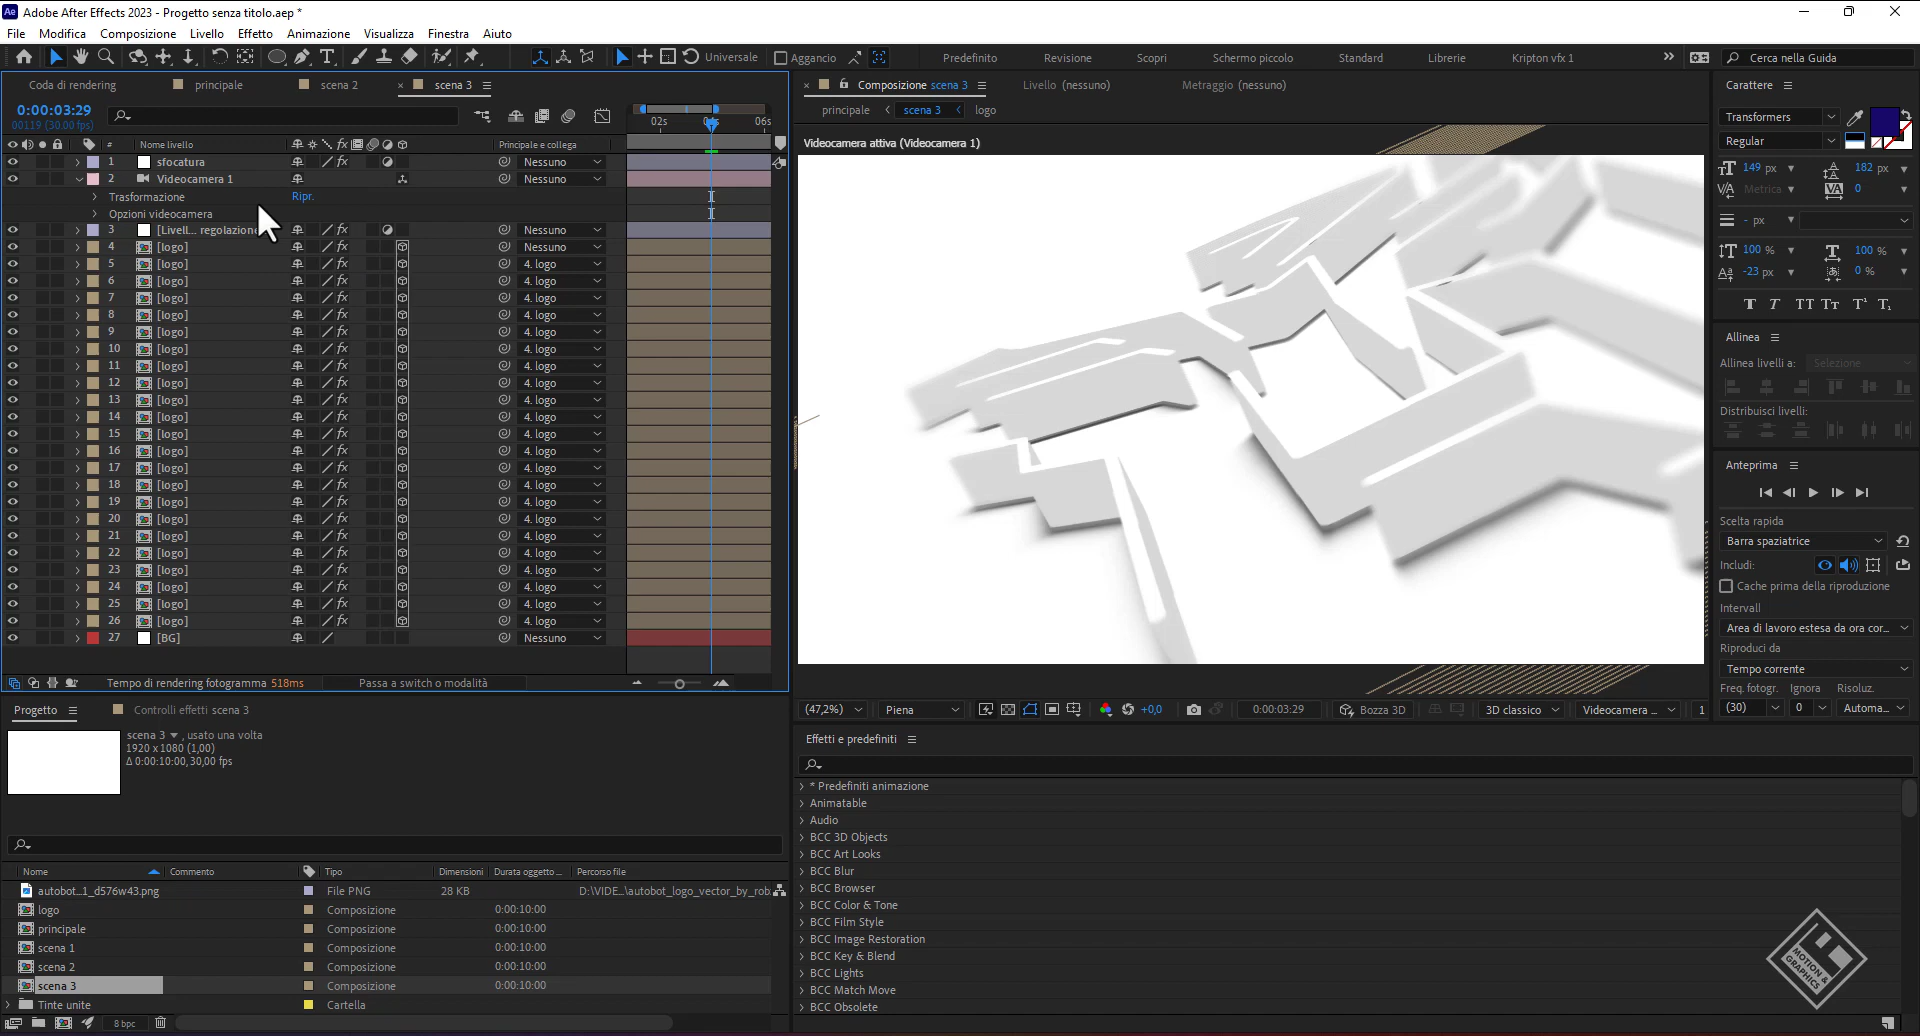 Adobe After Effects 2023 - Progetto senza titolo.aep *
File Modifica Composizione Livello Effetto Animazione Visualizza Finestra Aiuto
Universale Aggancio Predefinito Revisione Scopri Schermo piccolo Standard Librerie Kripton vfx 1 Cerca nella Guida
Coda di rendering principale scena 2 scena 3
0:00:03:29
00119 (30.00 fps)
02s 04s 06s
# Nome livello Principale e collega
1 sfocatura Nessuno
2 Videocamera 1 Nessuno
Trasformazione Ripr.
Opzioni videocamera
3 [Livell... regolazione Nessuno
4 [logo] Nessuno
5 [logo] 4. logo
6 [logo] 4. logo
7 [logo] 4. logo
8 [logo] 4. logo
9 [logo] 4. logo
10 [logo] 4. logo
11 [logo] 4. logo
12 [logo] 4. logo
13 [logo] 4. logo
14 [logo] 4. logo
15 [logo] 4. logo
16 [logo] 4. logo
17 [logo] 4. logo
18 [logo] 4. logo
19 [logo] 4. logo
20 [logo] 4. logo
21 [logo] 4. logo
22 [logo] 4. logo
23 [logo] 4. logo
24 [logo] 4. logo
25 [logo] 4. logo
26 [logo] 4. logo
27 [BG] Nessuno
Tempo di rendering fotogramma 518ms Passa a switch o modalità
Composizione scena 3 Livello (nessuno) Metraggio (nessuno)
principale scena 3 logo
Videocamera attiva (Videocamera 1)
(47,2%) Piena +0,0 0:00:03:29 Bozza 3D 3D classico Videocamera ... 1
Carattere
Transformers
Regular
149 px 182 px
Metrica 0
- px
100 % 100 %
-23 px 0 %
T T TT Tt T¹ T₁
Allinea
Allinea livelli a: Selezione
Distribuisci livelli:
Anteprima
Scelta rapida
Barra spaziatrice
Includi:
Cache prima della riproduzione
Intervalli
Area di lavoro estesa da ora cor...
Riproduci da
Tempo corrente
Freq. fotogr. Ignora Risoluz.
(30) 0 Automa...
Progetto Controlli effetti scena 3
scena 3 , usato una volta
1920 x 1080 (1,00)
Δ 0:00:10:00, 30,00 fps
Nome Commento Tipo Dimensioni Durata oggetto ... Percorso file
autobot...1_d576w43.png File PNG 28 KB D:\VIDE...\autobot_logo_vector_by_rob
logo Composizione 0:00:10:00
principale Composizione 0:00:10:00
scena 1 Composizione 0:00:10:00
scena 2 Composizione 0:00:10:00
scena 3 Composizione 0:00:10:00
Tinte unite Cartella
8 bpc
Effetti e predefiniti
* Predefiniti animazione
Animatable
Audio
BCC 3D Objects
BCC Art Looks
BCC Blur
BCC Browser
BCC Color & Tone
BCC Film Style
BCC Image Restoration
BCC Key & Blend
BCC Lights
BCC Match Move
BCC Obsolete
MOTION & GRAPHICS